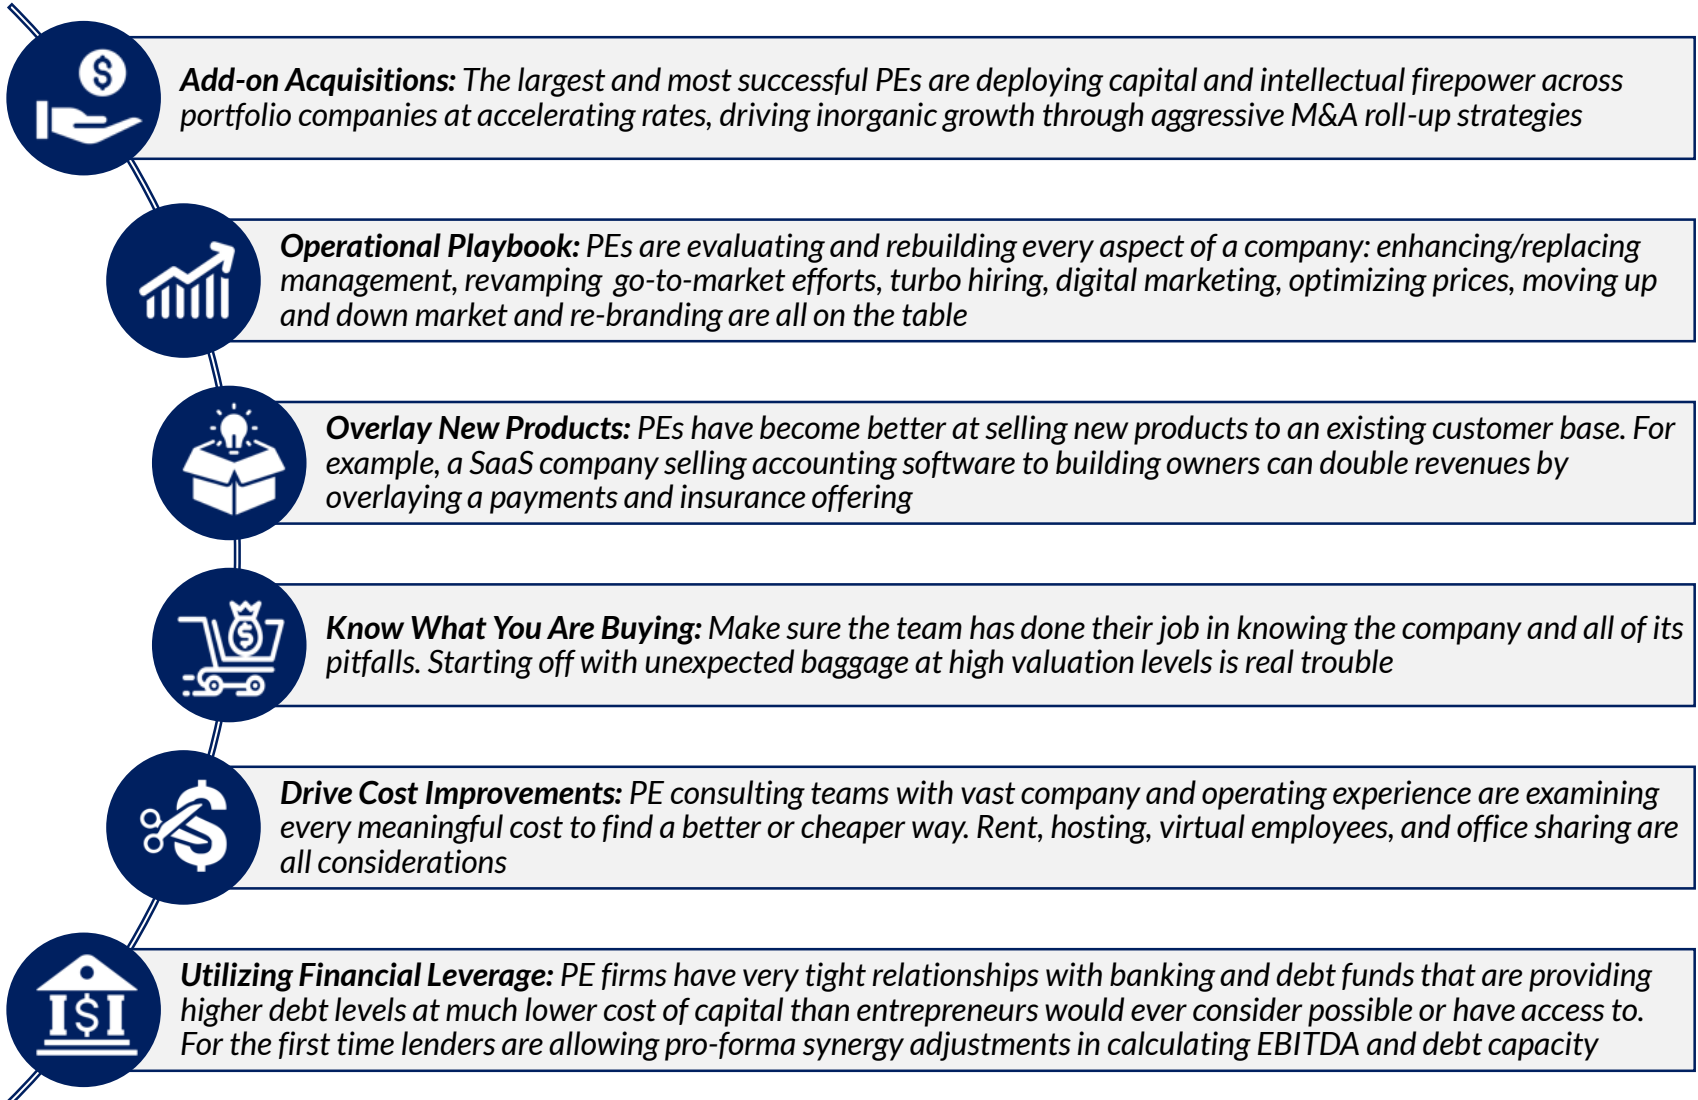 $
Add-on Acquisitions: The largest and most successful PEs are deploying capital and intellectual firepower across
portfolio companies at accelerating rates, driving inorganic growth through aggressive M&A roll-up strategies
Operational Playbook: PEs are evaluating and rebuilding every aspect of a company: enhancing/replacing
management, revamping  go-to-market efforts, turbo hiring, digital marketing, optimizing prices, moving up
and down market and re-branding are all on the table
Overlay New Products: PEs have become better at selling new products to an existing customer base. For
example, a SaaS company selling accounting software to building owners can double revenues by
overlaying a payments and insurance offering
$
Know What You Are Buying: Make sure the team has done their job in knowing the company and all of its
pitfalls. Starting off with unexpected baggage at high valuation levels is real trouble
$
Drive Cost Improvements: PE consulting teams with vast company and operating experience are examining
every meaningful cost to find a better or cheaper way. Rent, hosting, virtual employees, and office sharing are
all considerations
$
Utilizing Financial Leverage: PE firms have very tight relationships with banking and debt funds that are providing
higher debt levels at much lower cost of capital than entrepreneurs would ever consider possible or have access to.
For the first time lenders are allowing pro-forma synergy adjustments in calculating EBITDA and debt capacity